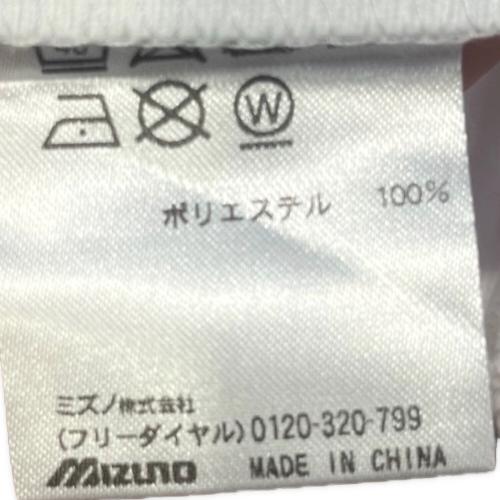 W
ポリエステル 100%
ミズノ株式会社
(フリーダイヤル)0120-320-799
MIZUNO MADE IN CHINA